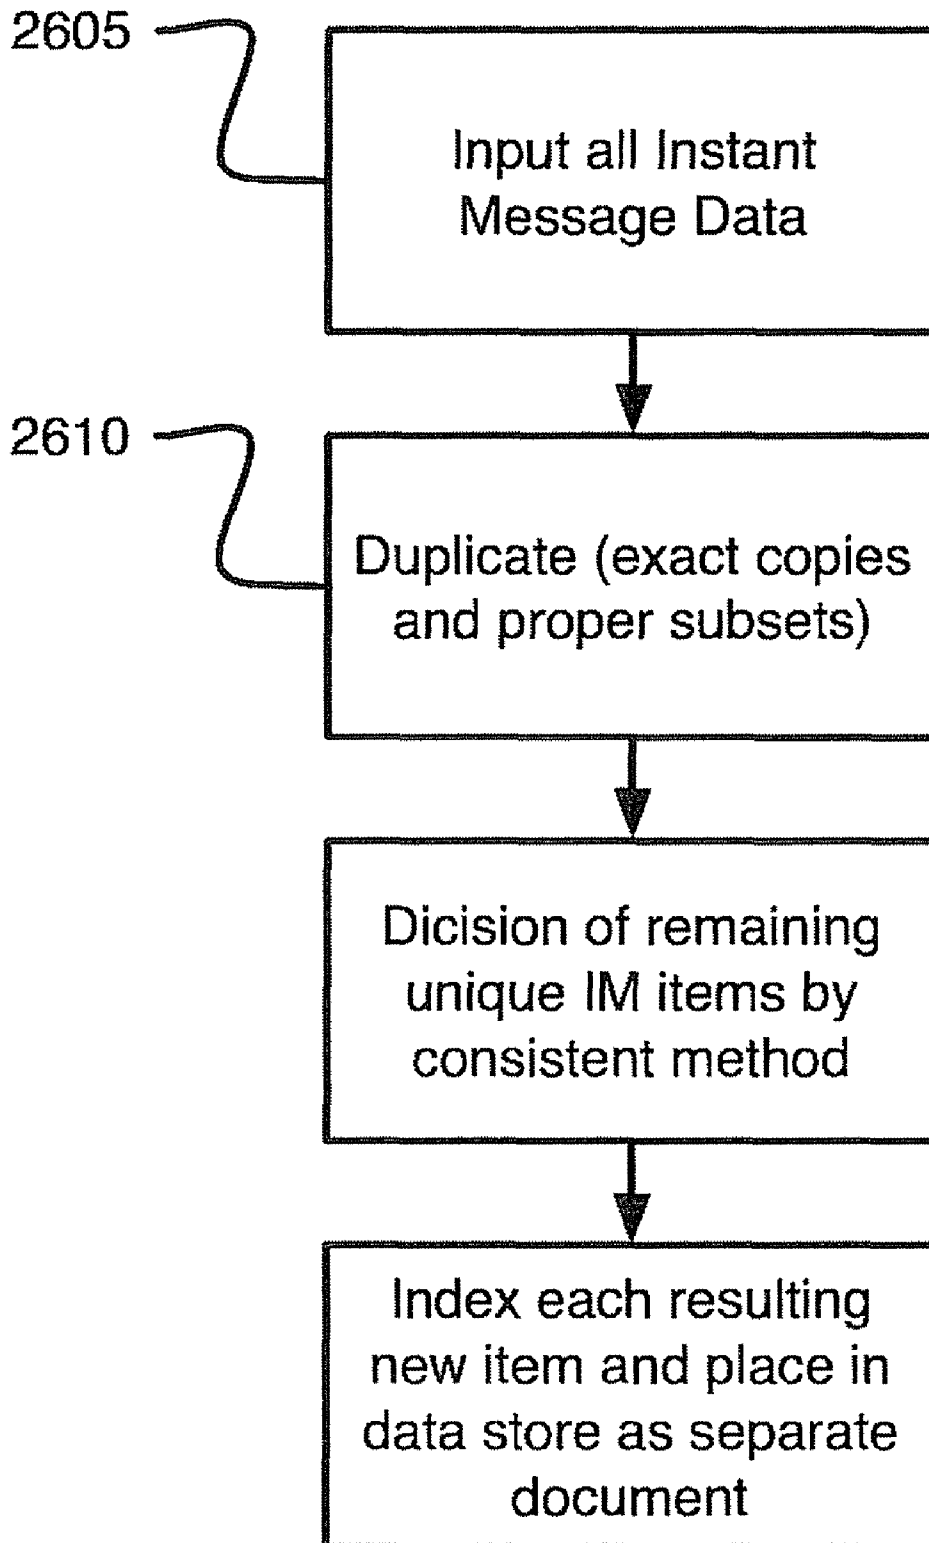 2605
Input all Instant
Message Data
2610
Duplicate (exact copies
and proper subsets)
Dicision of remaining
unique IM items by
consistent method
Index each resulting
new item and place in
data store as separate
document